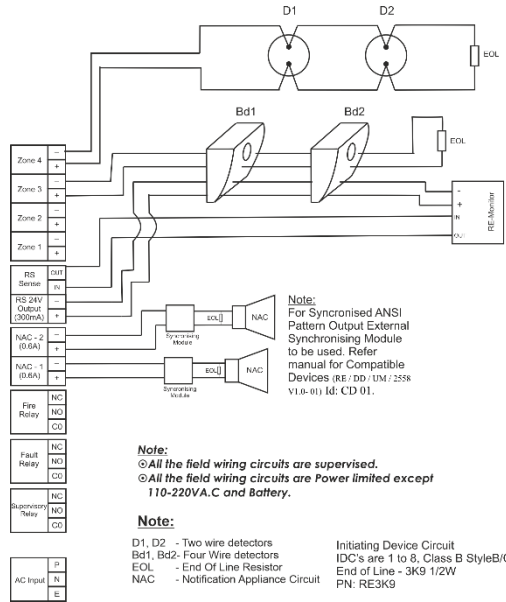 D1
D2
EOL
Bd1
Bd2
EOL
Zone 4
–
+
Zone 3
–
+
Zone 2
–
+
Zone 1
–
+
RE-Monitor
-
+
IN
OUT
RS
Sense
OUT
IN
RS 24V
Output
(300mA)
–
+
NAC - 2
(0.6A)
–
+
NAC - 1
(0.6A)
–
+
Synchronising
Module
EOL
NAC
Syncronising
Module
EOL
NAC
Note:
For Syncronised ANSI
Pattern Output External
Synchronising Module
to be used. Refer
manual for Compatible
Devices (RE / DD / UM / 2558
V1.0- 01) Id: CD 01.
Fire
Relay
NC
NO
C0
Fault
Relay
NC
NO
C0
Supervisory
Relay
NC
NO
C0
AC Input
P
N
E
Note:
⊙All the field wiring circuits are supervised.
⊙All the field wiring circuits are Power limited except
110-220VA.C and Battery.
Note:
D1, D2 - Two wire detectors
Bd1, Bd2- Four Wire detectors
EOL - End Of Line Resistor
NAC - Notification Appliance Circuit
Initiating Device Circuit
IDC's are 1 to 8, Class B StyleB/
End of Line - 3K9 1/2W
PN: RE3K9